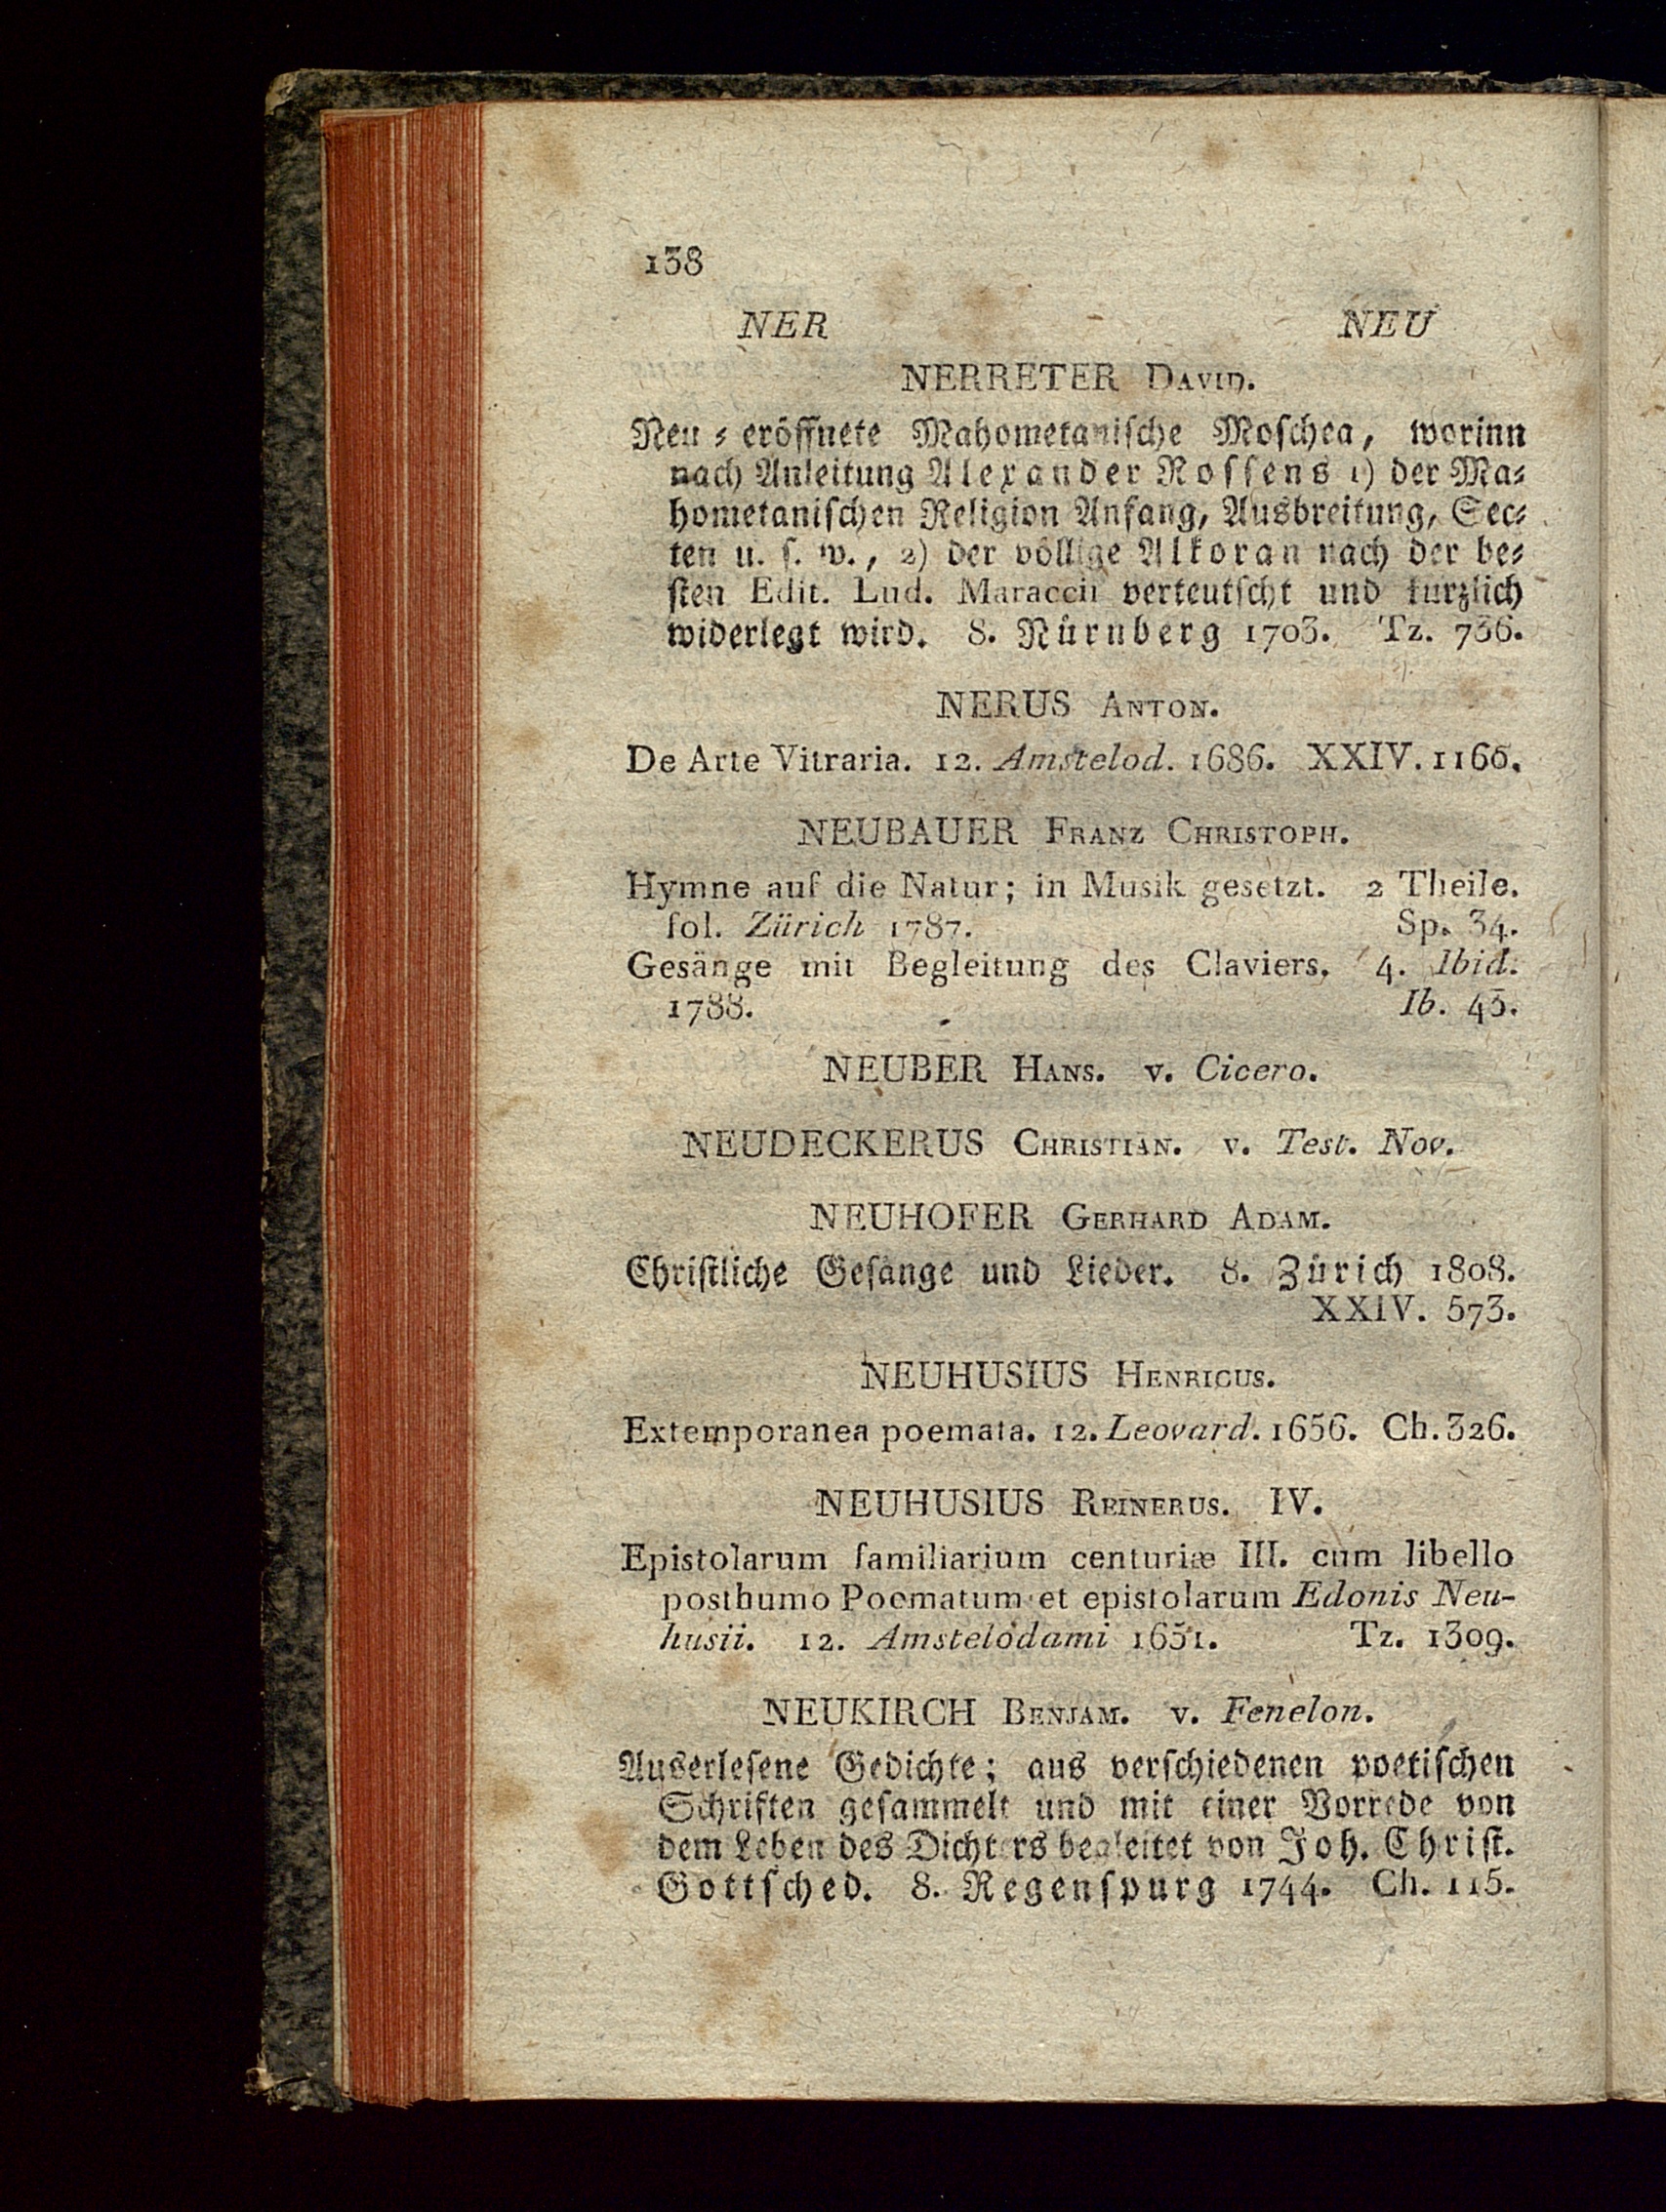 138
NER NEU
NERRETER DAVID.
Neu⸗eröffnete Mahometanische Moschea, worinn
nach Anleitung Alexander Rossens 1) der Ma⸗
hometanischen Religion Anfang, Ausbreitung, Sec⸗
ten u. s. w., 2) der völlige Alkoran nach der be⸗
sten Edit. Lud. Maraccii verteutscht und kurzlich
widerlegt wird. 8. Nürnberg 1703. Tz. 736.
NERUS ANTON.
De Arte Vitraria. 12. Amstelod. 1686. XXIV. 1166.
NEUBAUER FRANZ CHRISTOPH.
Hymne auf die Natur; in Musik gesetzt. 2 Theile.
fol. Zürich 1787. Sp. 34.
Gesänge mit Begleitung des Claviers. 4. Ibid.
1788. Ib. 45.
NEUBER HANS. v. Cicero.
NEUDECKERUS CHRISTIAN. v. Test. Nov.
NEUHOFER GERHARD ADAM.
Christliche Gesänge und Lieder. 8. Zürich 1808.
XXIV. 573.
NEUHUSIUS HENRICUS.
Extemporanea poemata. 12. Leovard. 1656. Ch. 326.
NEUHUSIUS REINERUS. IV.
Epistolarum familiarium centuriæ III. cum libello
posthumo Poematum et epistolarum Edonis Neu-
husii. 12. Amstelodami 1651. Tz. 1309.
NEUKIRCH BENJAM. v. Fenelon.
Auserlesene Gedichte; aus verschiedenen poetischen
Schriften gesammelt und mit einer Vorrede von
dem Leben des Dichters begleitet von Joh. Christ.
Gottsched. 8. Regenspurg 1744. Ch. 115.